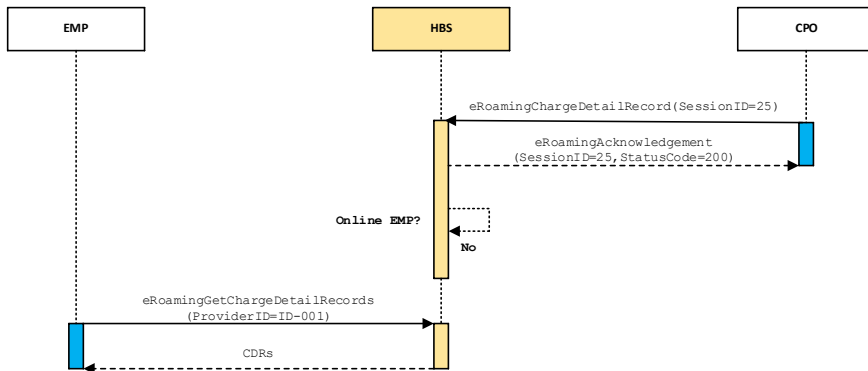 EMP
HBS
CPO
eRoamingChargeDetailRecord(SessionID=25)
eRoamingAcknowledgement
(SessionID=25,StatusCode=200)
Online EMP?
No
eRoamingGetChargeDetailRecords
(ProviderID=ID-001)
CDRs